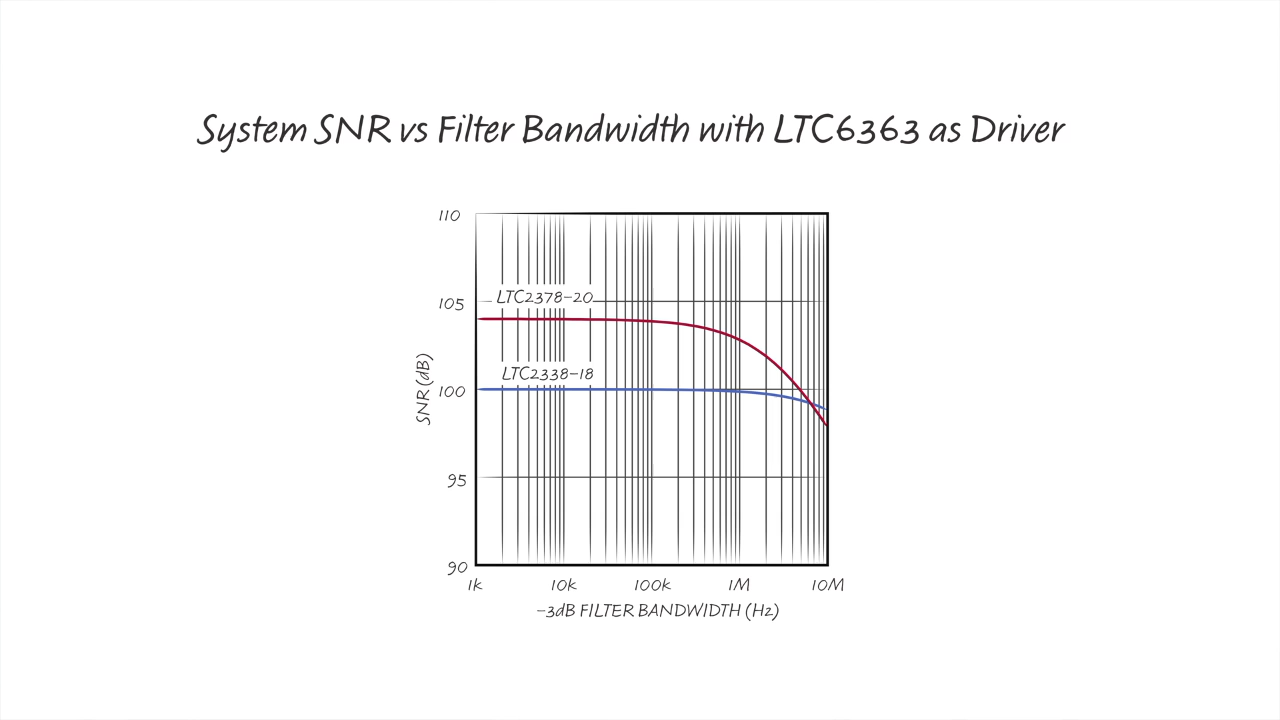 System SNR vs Filter Bandwidth with LTC6363 as Driver
110
105
100
95
90
SNR (dB)
LTC2378–20
LTC2338–18
1k 10k 100k 1M 10M
–3dB FILTER BANDWIDTH (Hz)